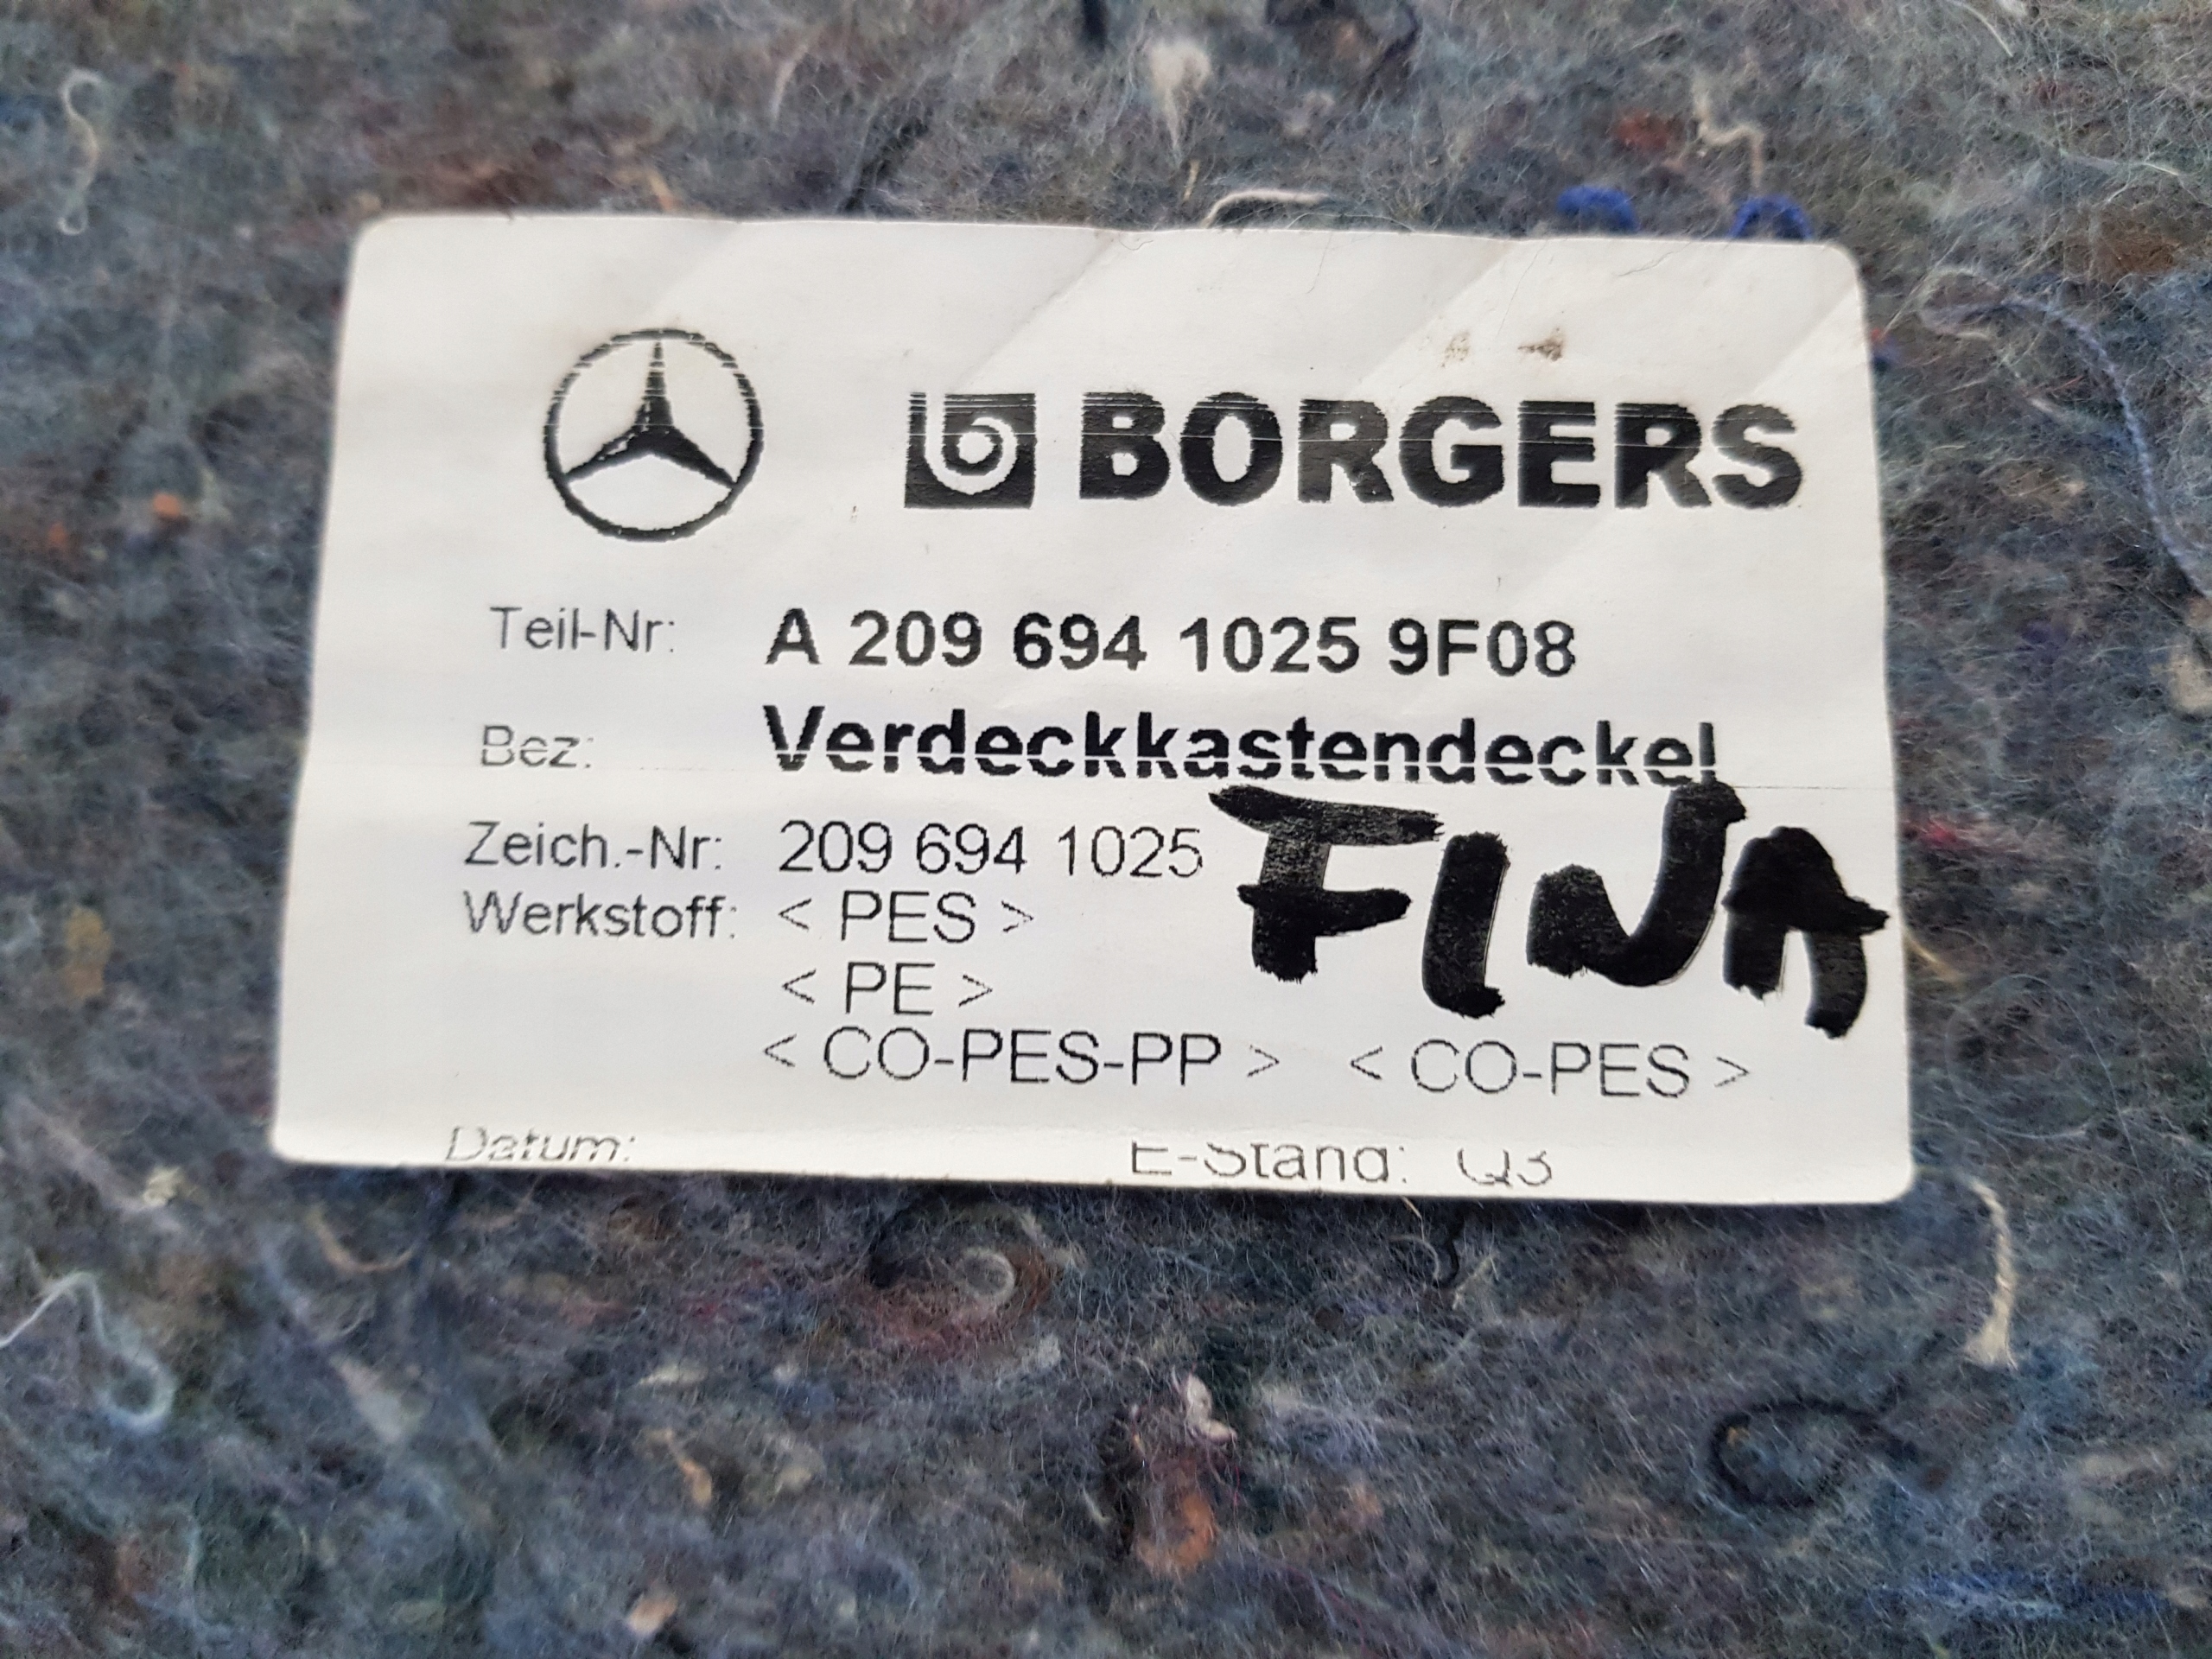 BORGERS
Teil-Nr: A 209 694 1025 9F08
Bez: Verdeckkastendeckel
Zeich.-Nr: 209 694 1025
FINA
Werkstoff: < PES >
< PE >
< CO-PES-PP > < CO-PES >
Datum: E-Stand: Q3